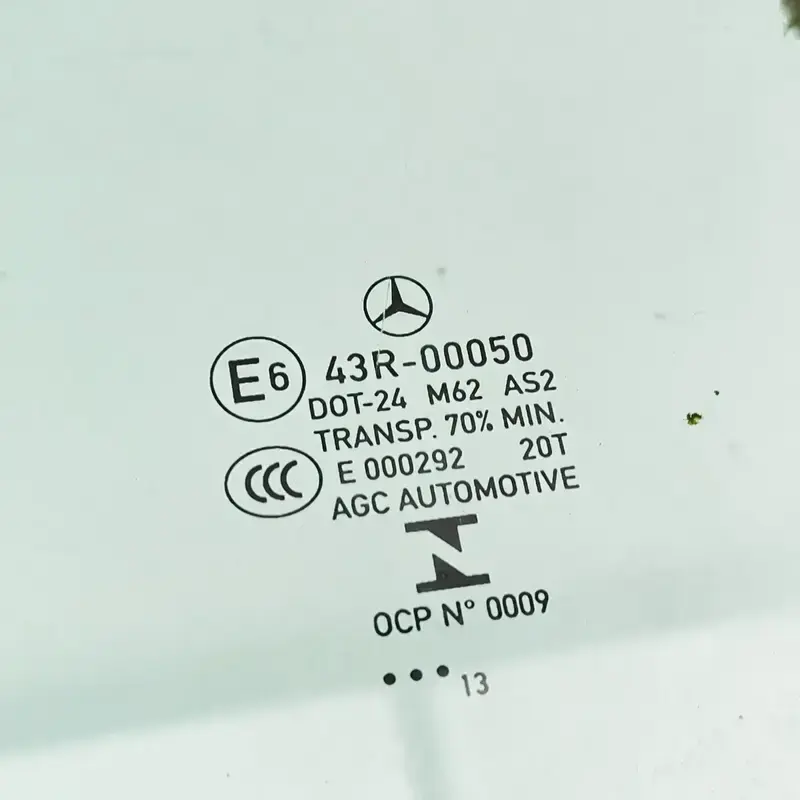 E6 43R-00050
DOT-24 M62 AS2
TRANSP. 70% MIN.
CCC E 000292 20T
AGC AUTOMOTIVE
OCP N° 0009
••• 13